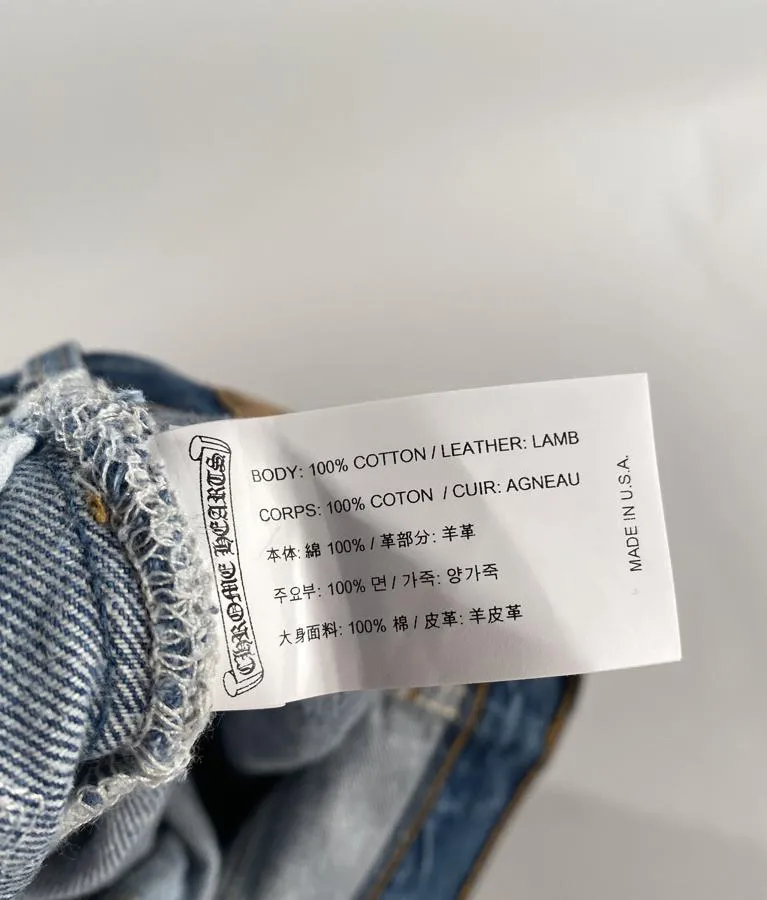 CHROME HEARTS
BODY: 100% COTTON / LEATHER: LAMB
CORPS: 100% COTON / CUIR: AGNEAU
本体: 綿 100% / 革部分: 羊革
주요부: 100% 면 / 가죽: 양가죽
大身面料: 100% 棉 / 皮革: 羊皮革
MADE IN U.S.A.